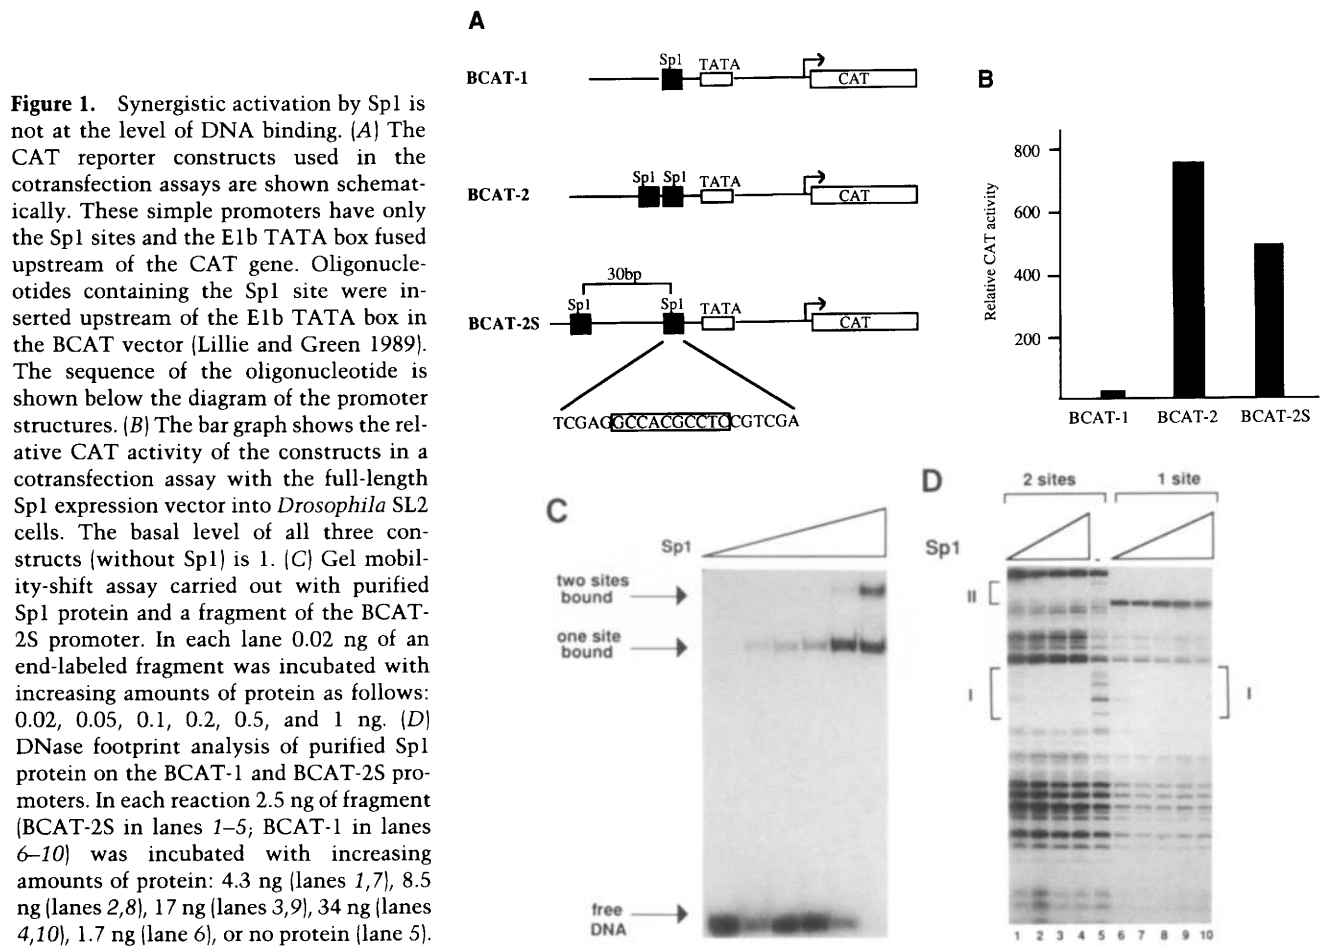 Figure 1. Synergistic activation by Sp1 is
not at the level of DNA binding. (A) The
CAT reporter constructs used in the
cotransfection assays are shown schemat-
ically. These simple promoters have only
the Sp1 sites and the E1b TATA box fused
upstream of the CAT gene. Oligonucle-
otides containing the Sp1 site were in-
serted upstream of the E1b TATA box in
the BCAT vector (Lillie and Green 1989).
The sequence of the oligonucleotide is
shown below the diagram of the promoter
structures. (B) The bar graph shows the rel-
ative CAT activity of the constructs in a
cotransfection assay with the full-length
Sp1 expression vector into Drosophila SL2
cells. The basal level of all three con-
structs (without Sp1) is 1. (C) Gel mobil-
ity-shift assay carried out with purified
Sp1 protein and a fragment of the BCAT-
2S promoter. In each lane 0.02 ng of an
end-labeled fragment was incubated with
increasing amounts of protein as follows:
0.02, 0.05, 0.1, 0.2, 0.5, and 1 ng. (D)
DNase footprint analysis of purified Sp1
protein on the BCAT-1 and BCAT-2S pro-
moters. In each reaction 2.5 ng of fragment
(BCAT-2S in lanes 1–5; BCAT-1 in lanes
6–10) was incubated with increasing
amounts of protein: 4.3 ng (lanes 1,7), 8.5
ng (lanes 2,8), 17 ng (lanes 3,9), 34 ng (lanes
4,10), 1.7 ng (lane 6), or no protein (lane 5).
A
Sp1 TATA
BCAT-1 CAT
Sp1 Sp1 TATA
BCAT-2 CAT
30bp
Sp1 Sp1 TATA
BCAT-2S CAT
TCGAGGCCACGCCTCCGTCGA
B
Relative CAT activity
800
600
400
200
BCAT-1 BCAT-2 BCAT-2S
C
Sp1
two sites
bound
one site
bound
free
DNA
D
2 sites 1 site
Sp1 -
II
I I
1 2 3 4 5 6 7 8 9 10